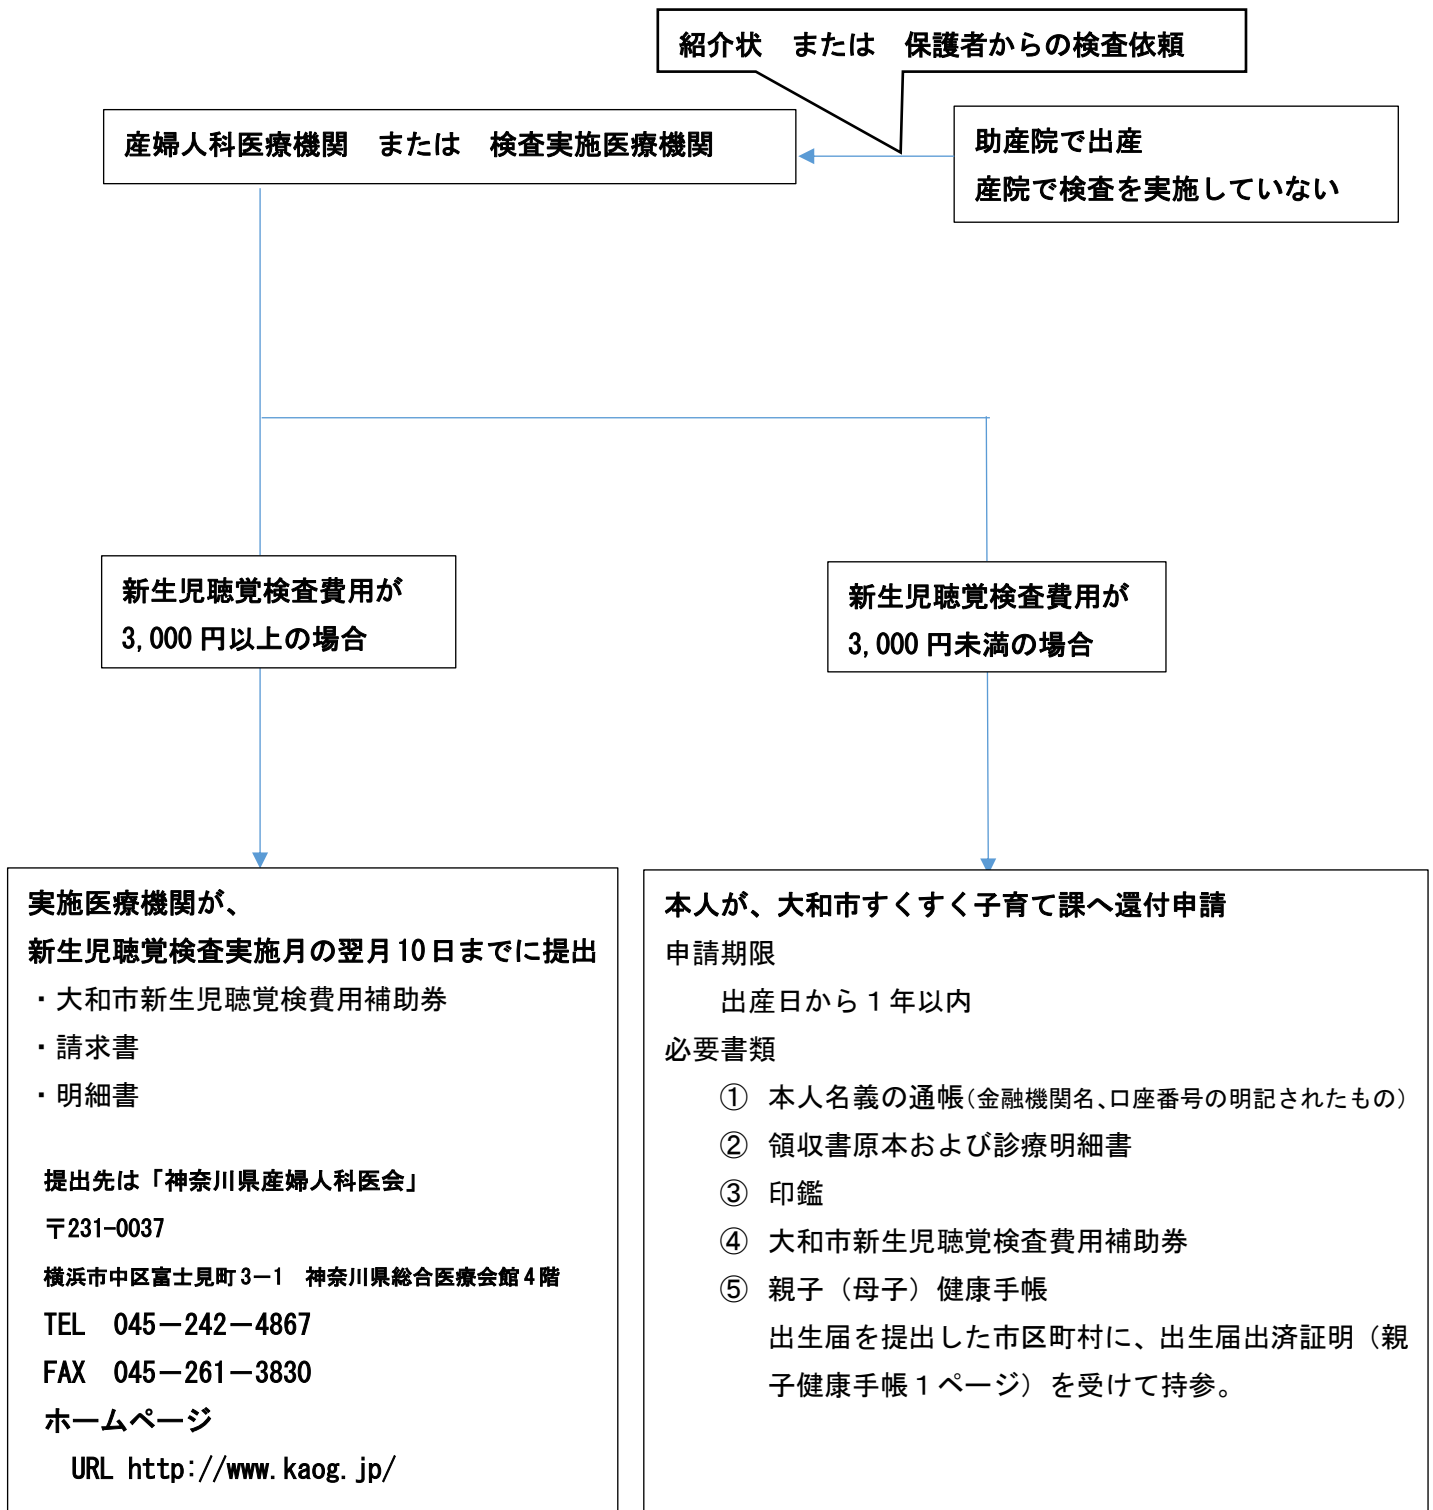 紹介状　または　保護者からの検査依頼
産婦人科医療機関　または　検査実施医療機関
助産院で出産
産院で検査を実施していない
新生児聴覚検査費用が
3,000円以上の場合
新生児聴覚検査費用が
3,000円未満の場合
実施医療機関が、
新生児聴覚検査実施月の翌月10日までに提出
・大和市新生児聴覚検費用補助券
・請求書
・明細書
提出先は「神奈川県産婦人科医会」
〒231-0037
横浜市中区富士見町3－1　神奈川県総合医療会館4階
TEL　045－242－4867
FAX　045－261－3830
ホームページ
URL http://www.kaog.jp/
本人が、大和市すくすく子育て課へ還付申請
申請期限
出産日から１年以内
必要書類
①　本人名義の通帳（金融機関名、口座番号の明記されたもの）
②　領収書原本および診療明細書
③　印鑑
④　大和市新生児聴覚検査費用補助券
⑤　親子（母子）健康手帳
出生届を提出した市区町村に、出生届出済証明（親
子健康手帳１ページ）を受けて持参。